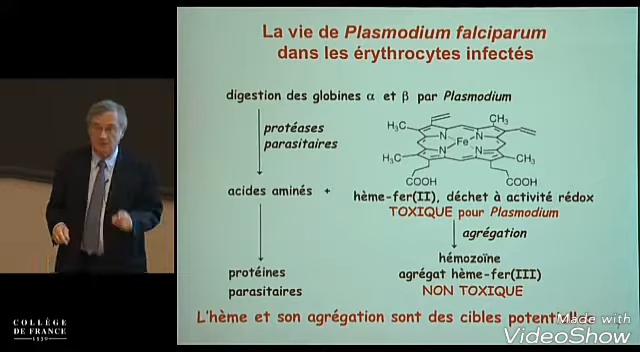 La vie de Plasmodium falciparum
dans les érythrocytes infectés
digestion des globines α et β par Plasmodium
protéases
parasitaires
H₃C
CH₃
N
N
Fe
N
N
H₃C
CH₃
COOH
COOH
acides aminés +
hème-fer(II), déchet à activité rédox
TOXIQUE pour Plasmodium
agrégation
protéines
parasitaires
hémozoïne
agrégat hème-fer(III)
NON TOXIQUE
L'hème et son agrégation sont des cibles
COLLÈGE
DE FRANCE
1530
Made with
VideoShow